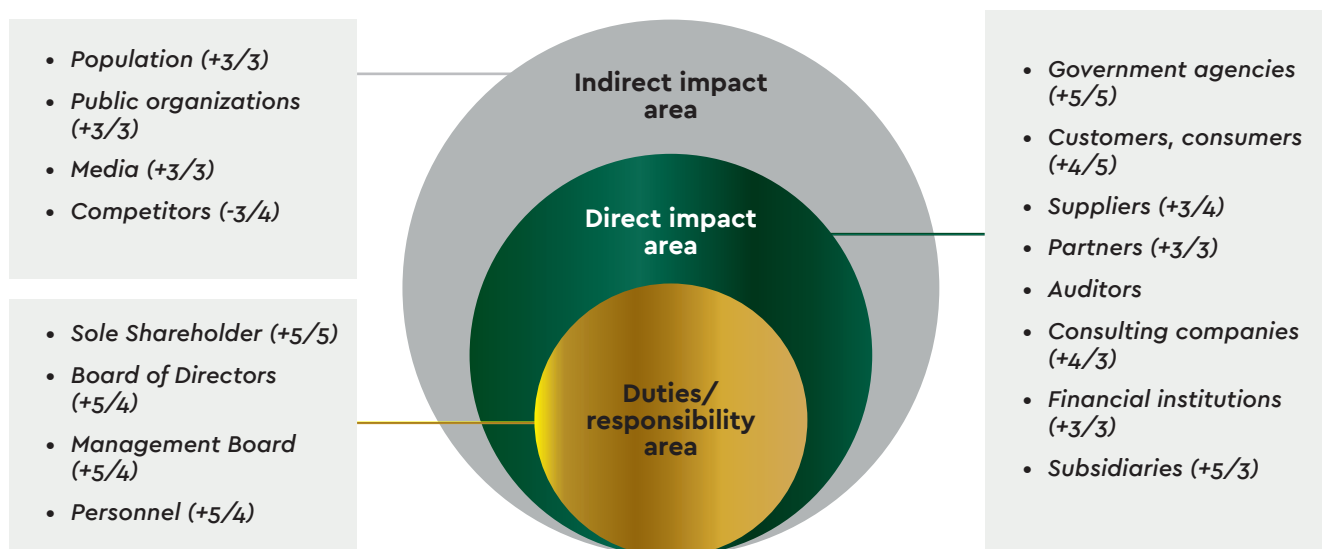 • Population (+3/3)
• Public organizations
(+3/3)
• Media (+3/3)
• Competitors (-3/4)
• Sole Shareholder (+5/5)
• Board of Directors
(+5/4)
• Management Board
(+5/4)
• Personnel (+5/4)
Indirect impact
area
Direct impact
area
Duties/
responsibility
area
• Government agencies
(+5/5)
• Customers, consumers
(+4/5)
• Suppliers (+3/4)
• Partners (+3/3)
• Auditors
• Consulting companies
(+4/3)
• Financial institutions
(+3/3)
• Subsidiaries (+5/3)